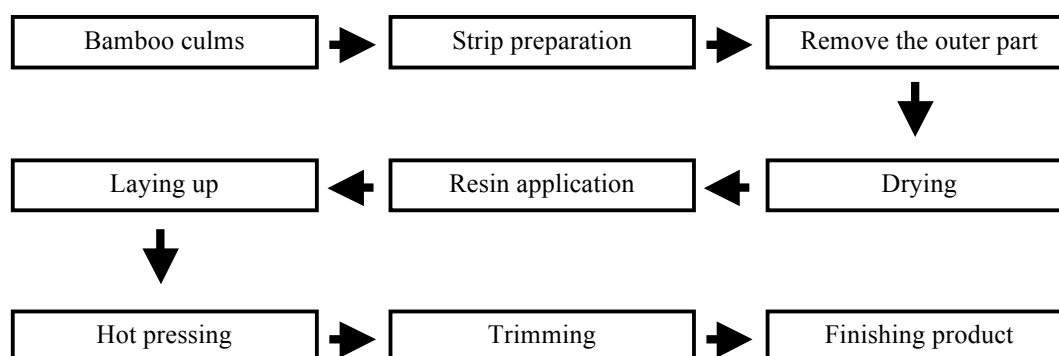 Bamboo culms
Strip preparation
Remove the outer part
Drying
Resin application
Laying up
Hot pressing
Trimming
Finishing product